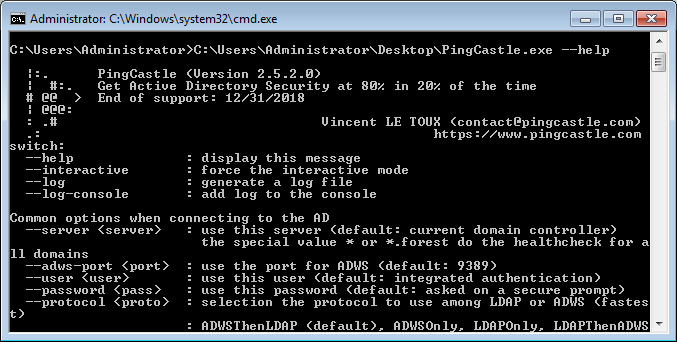 Administrator: C:\Windows\system32\cmd.exe
C:\Users\Administrator>C:\Users\Administrator\Desktop\PingCastle.exe --help
|:.      PingCastle (Version 2.5.2.0)
|  #:.   Get Active Directory Security at 80% in 20% of the time
# @@  >  End of support: 12/31/2018
| @@@:
: .#                                 Vincent LE TOUX (contact@pingcastle.com)
.:                                                 https://www.pingcastle.com
switch:
--help              : display this message
--interactive       : force the interactive mode
--log               : generate a log file
--log-console       : add log to the console
Common options when connecting to the AD
--server <server>   : use this server (default: current domain controller)
the special value * or *.forest do the healthcheck for a
ll domains
--adws-port <port>  : use the port for ADWS (default: 9389)
--user <user>       : use this user (default: integrated authentication)
--password <pass>   : use this password (default: asked on a secure prompt)
--protocol <proto>  : selection the protocol to use among LDAP or ADWS (fastes
t)
: ADWSThenLDAP (default), ADWSOnly, LDAPOnly, LDAPThenADWS